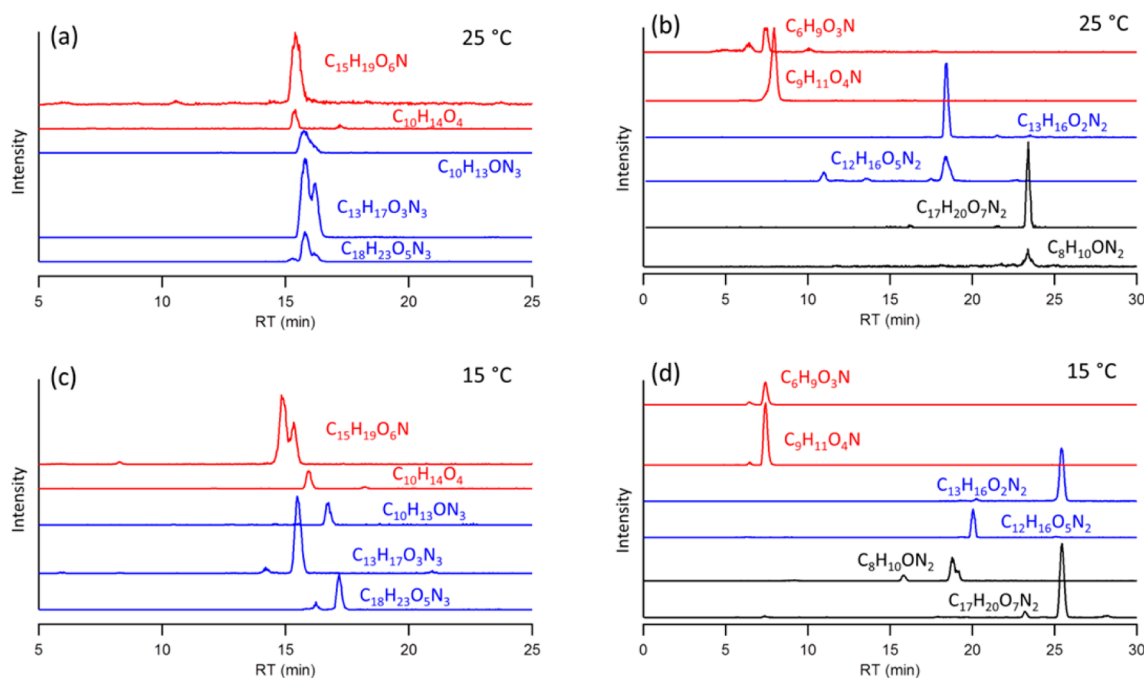 (a)
25 °C
C₁₅H₁₉O₆N
C₁₀H₁₄O₄
C₁₀H₁₃ON₃
C₁₃H₁₇O₃N₃
C₁₈H₂₃O₅N₃
Intensity
5 10 15 20 25
RT (min)
(b)
25 °C
C₆H₉O₃N
C₉H₁₁O₄N
C₁₃H₁₆O₂N₂
C₁₂H₁₆O₅N₂
C₁₇H₂₀O₇N₂
C₈H₁₀ON₂
Intensity
0 5 10 15 20 25 30
RT (min)
(c)
15 °C
C₁₅H₁₉O₆N
C₁₀H₁₄O₄
C₁₀H₁₃ON₃
C₁₃H₁₇O₃N₃
C₁₈H₂₃O₅N₃
Intensity
5 10 15 20 25
RT (min)
(d)
15 °C
C₆H₉O₃N
C₉H₁₁O₄N
C₁₃H₁₆O₂N₂
C₁₂H₁₆O₅N₂
C₈H₁₀ON₂
C₁₇H₂₀O₇N₂
Intensity
0 5 10 15 20 25 30
RT (min)